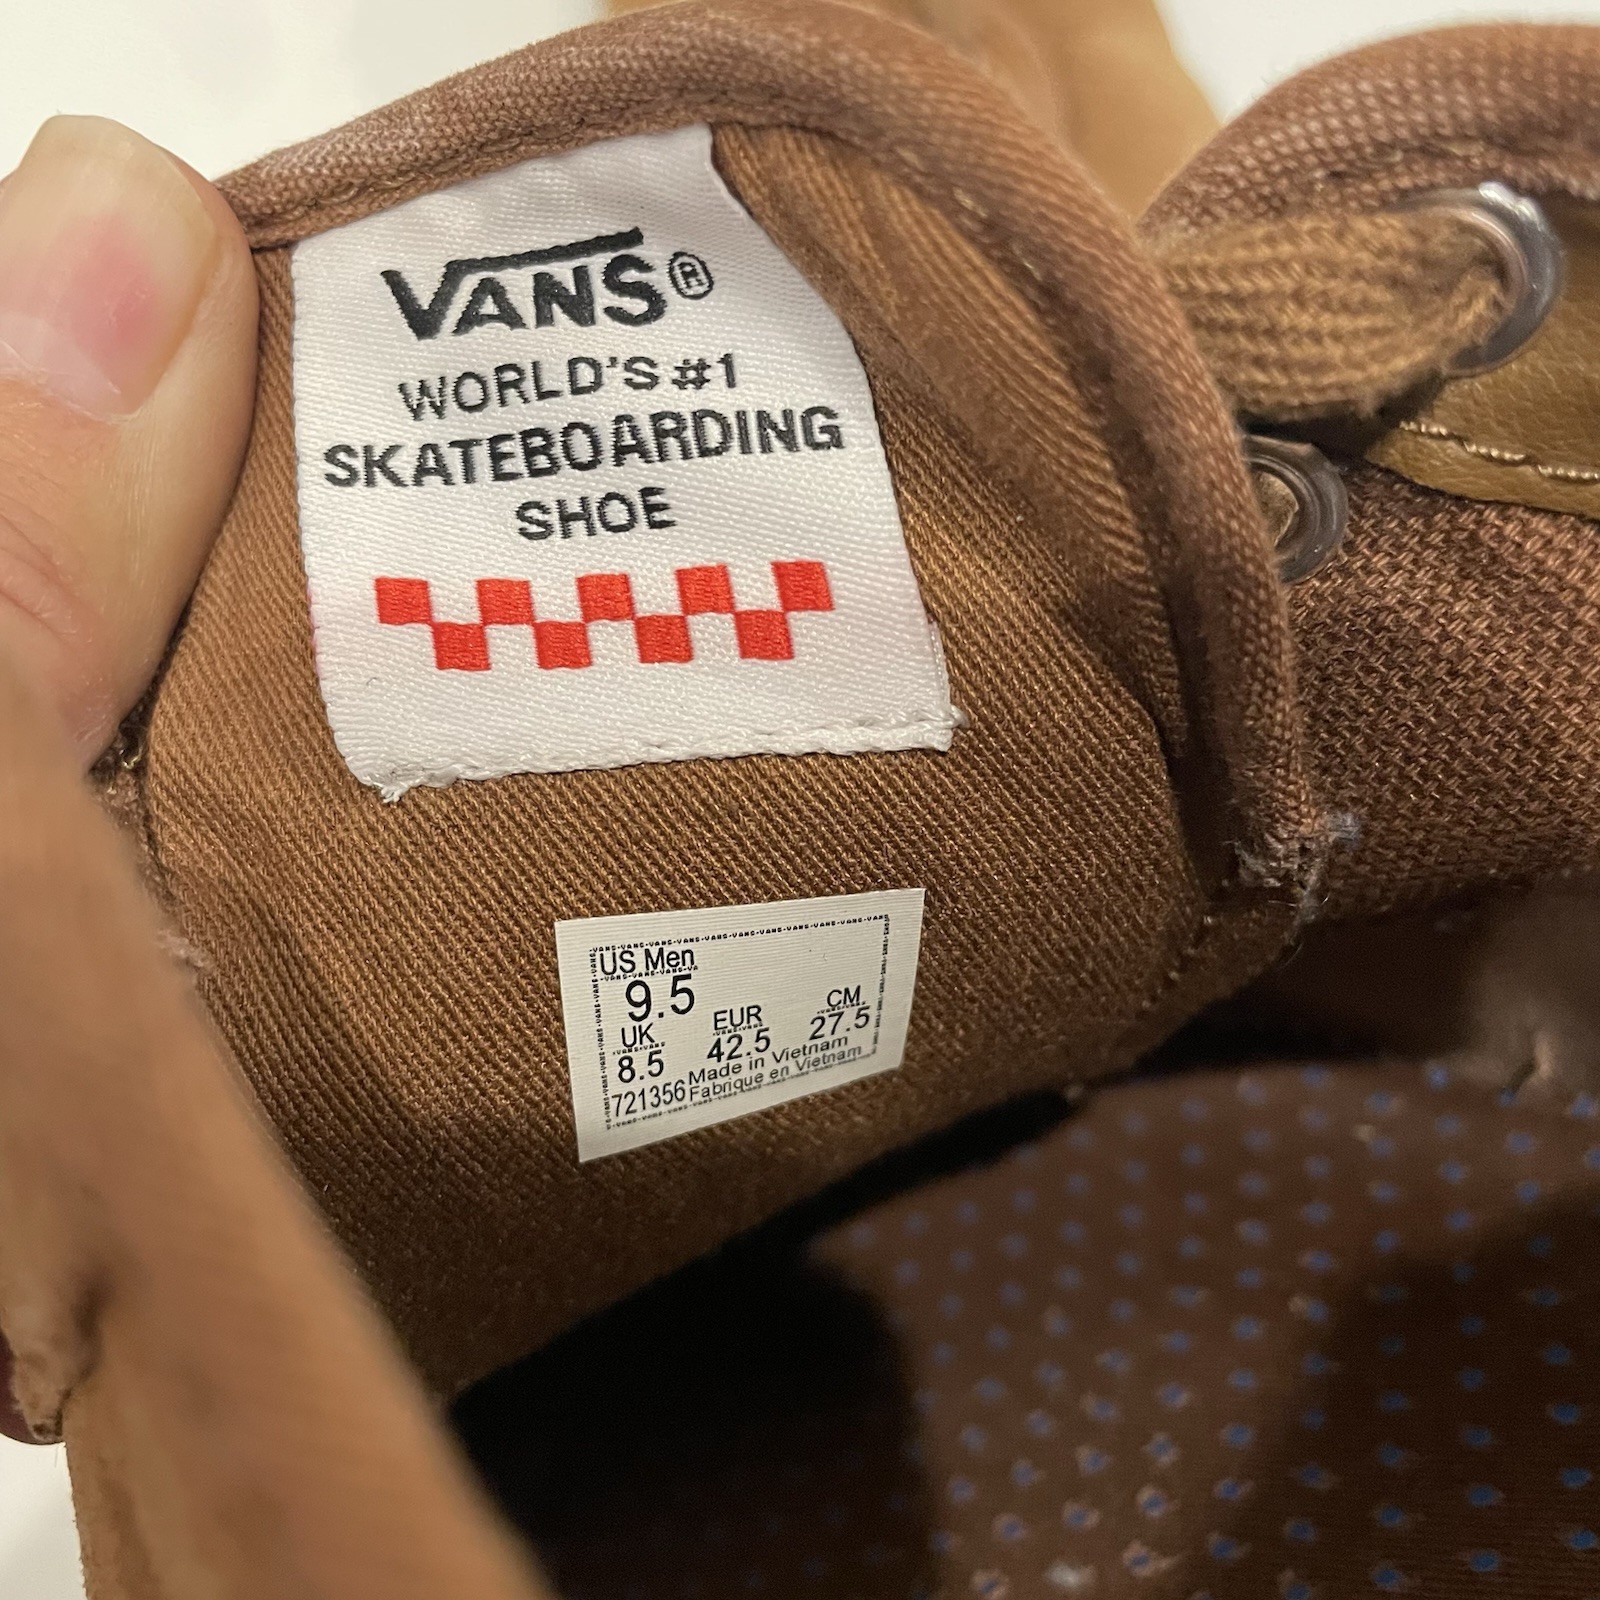 VANS®
WORLD'S #1
SKATEBOARDING
SHOE
US Men
9.5
UK EUR CM
8.5 42.5 27.5
Made in Vietnam
721356 Fabrique en Vietnam